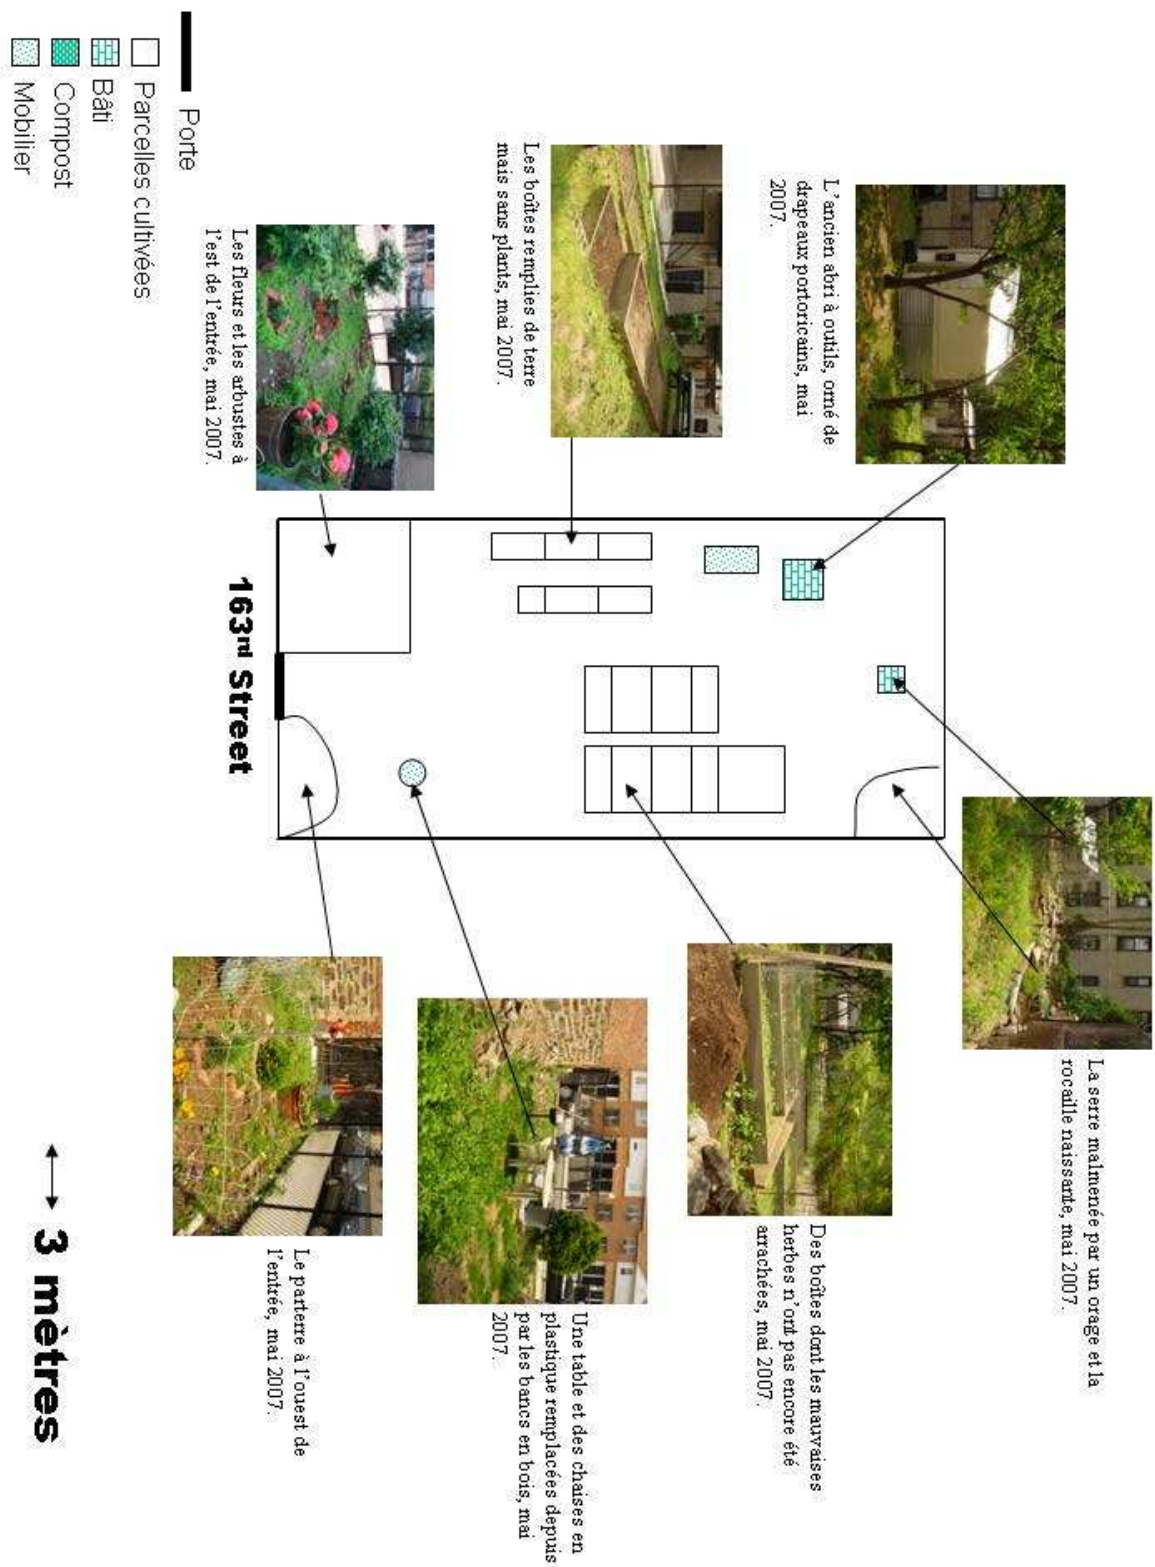 L'ancien abri à outils, orné de
drapeaux portoricains, mai
2007.
Les boîtes remplies de terre
mais sans plants, mai 2007.
Les fleurs et les arbustes à
l'est de l'entrée, mai 2007.
La serre malmenée par un orage et la
rocaille naissante, mai 2007.
Des boîtes dont les mauvaises
herbes n'ont pas encore été
arrachées, mai 2007.
Une table et des chaises en
plastique remplacées depuis
par les bancs en bois, mai
2007.
Le parterre à l'ouest de
l'entrée, mai 2007.
163rd Street
Porte
Parcelles cultivées
Bâti
Compost
Mobilier
3 mètres